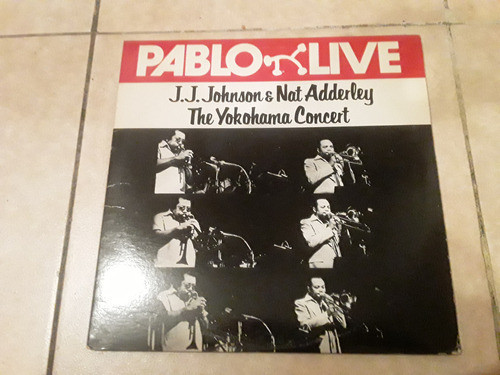 PABLO LIVE
J.J. Johnson & Nat Adderley
The Yokohama Concert